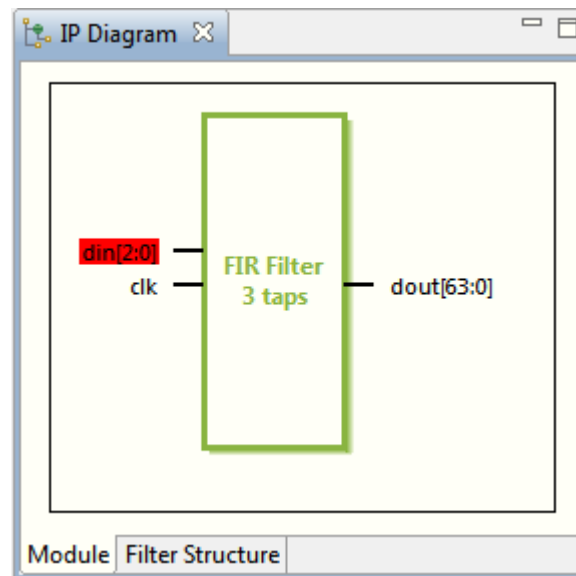 IP Diagram
din[2:0]
clk
FIR Filter
3 taps
dout[63:0]
Module
Filter Structure